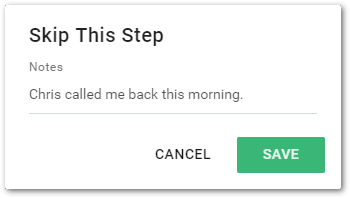 Skip This Step
Notes
Chris called me back this morning.
CANCEL SAVE